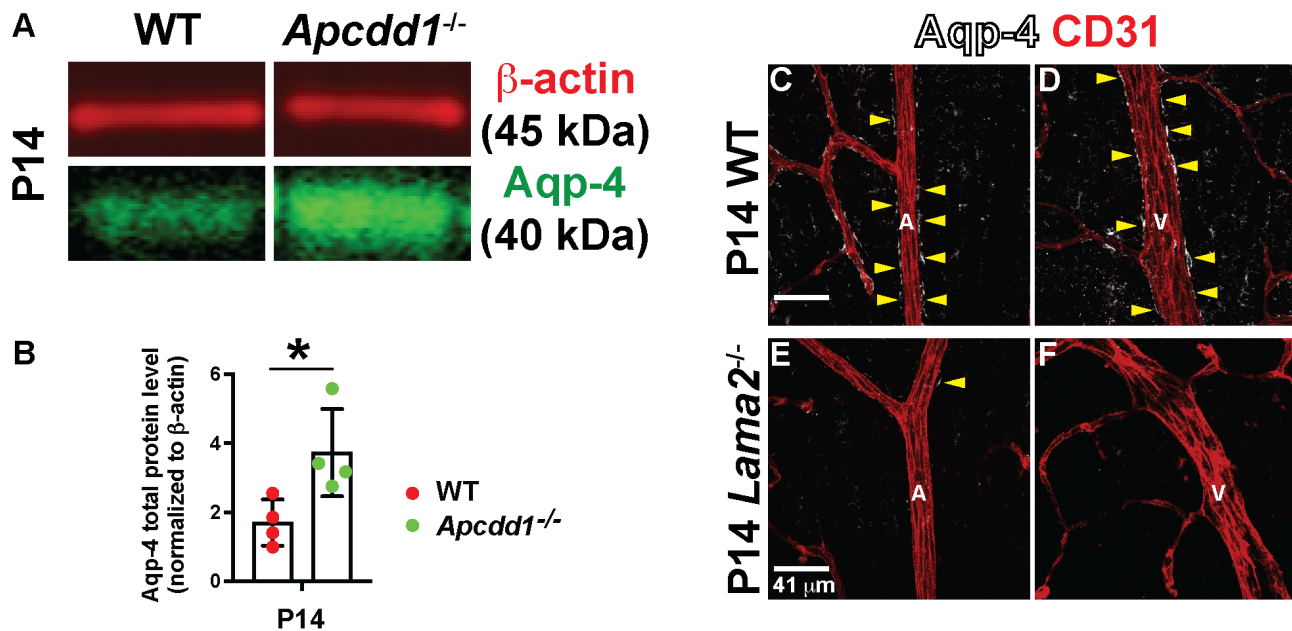 A
WT
Apcdd1-/-
P14
β-actin
(45 kDa)
Aqp-4
(40 kDa)
B
Aqp-4 total protein level
(normalized to β-actin)
6
4
2
0
*
P14
WT
Apcdd1-/-
Aqp-4 CD31
P14 WT
C
A
D
V
P14 Lama2-/-
E
A
41 μm
F
V